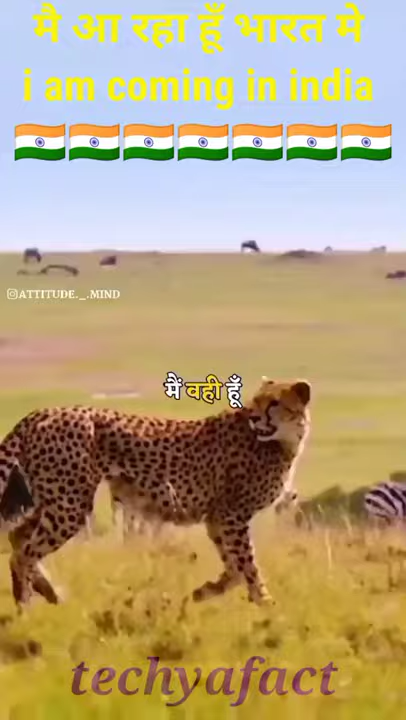 मै आ रहा हूँ भारत मे
i am coming in india
ATTITUDE._.MIND
मैं वही हूँ
techyafact